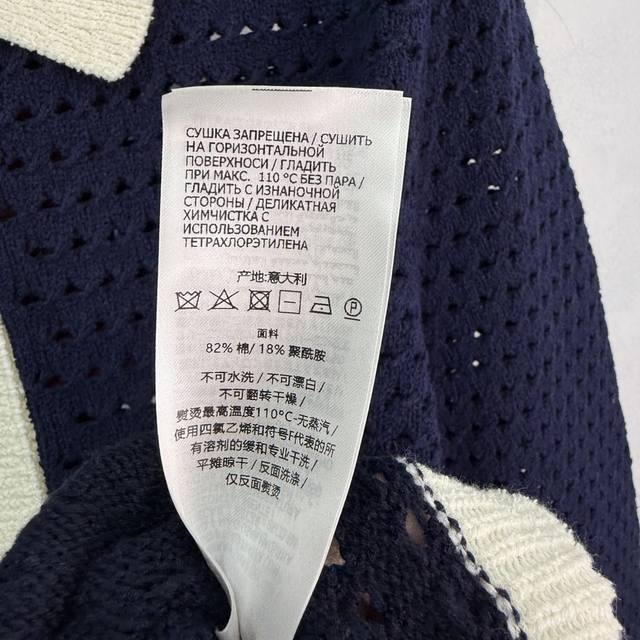 СУШКА ЗАПРЕЩЕНА / СУШИТЬ
НА ГОРИЗОНТАЛЬНОЙ
ПОВЕРХНОСТИ / ГЛАДИТЬ
ПРИ МАКС. 110 °C БЕЗ ПАРА /
ГЛАДИТЬ С ИЗНАНОЧНОЙ
СТОРОНЫ / ДЕЛИКАТНАЯ
ХИМЧИСТКА С
ИСПОЛЬЗОВАНИЕМ
ТЕТРАХЛОРЭТИЛЕНА
产地:意大利
P
面料
82% 棉/ 18% 聚酰胺
不可水洗 / 不可漂白 /
不可翻转干燥 /
熨烫最高温度110°C-无蒸汽 /
使用四氯乙烯和符号F代表的所
有溶剂的缓和专业干洗 /
平摊晾干 / 反面洗涤 /
仅反面熨烫